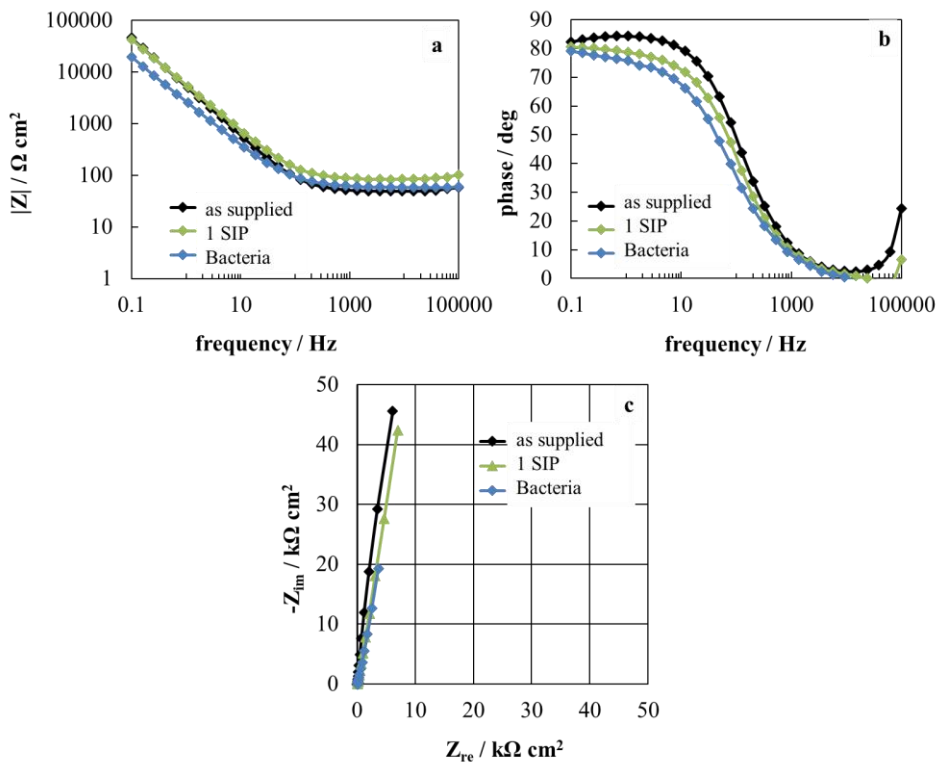 a
|Z| / Ω cm²
100000
10000
1000
100
10
1
as supplied
1 SIP
Bacteria
0.1
10
1000
100000
frequency / Hz
b
phase / deg
90
80
70
60
50
40
30
20
10
0
as supplied
1 SIP
Bacteria
0.1
10
1000
100000
frequency / Hz
c
-Zim / kΩ cm²
50
40
30
20
10
0
as supplied
1 SIP
Bacteria
0
10
20
30
40
50
Zre / kΩ cm²